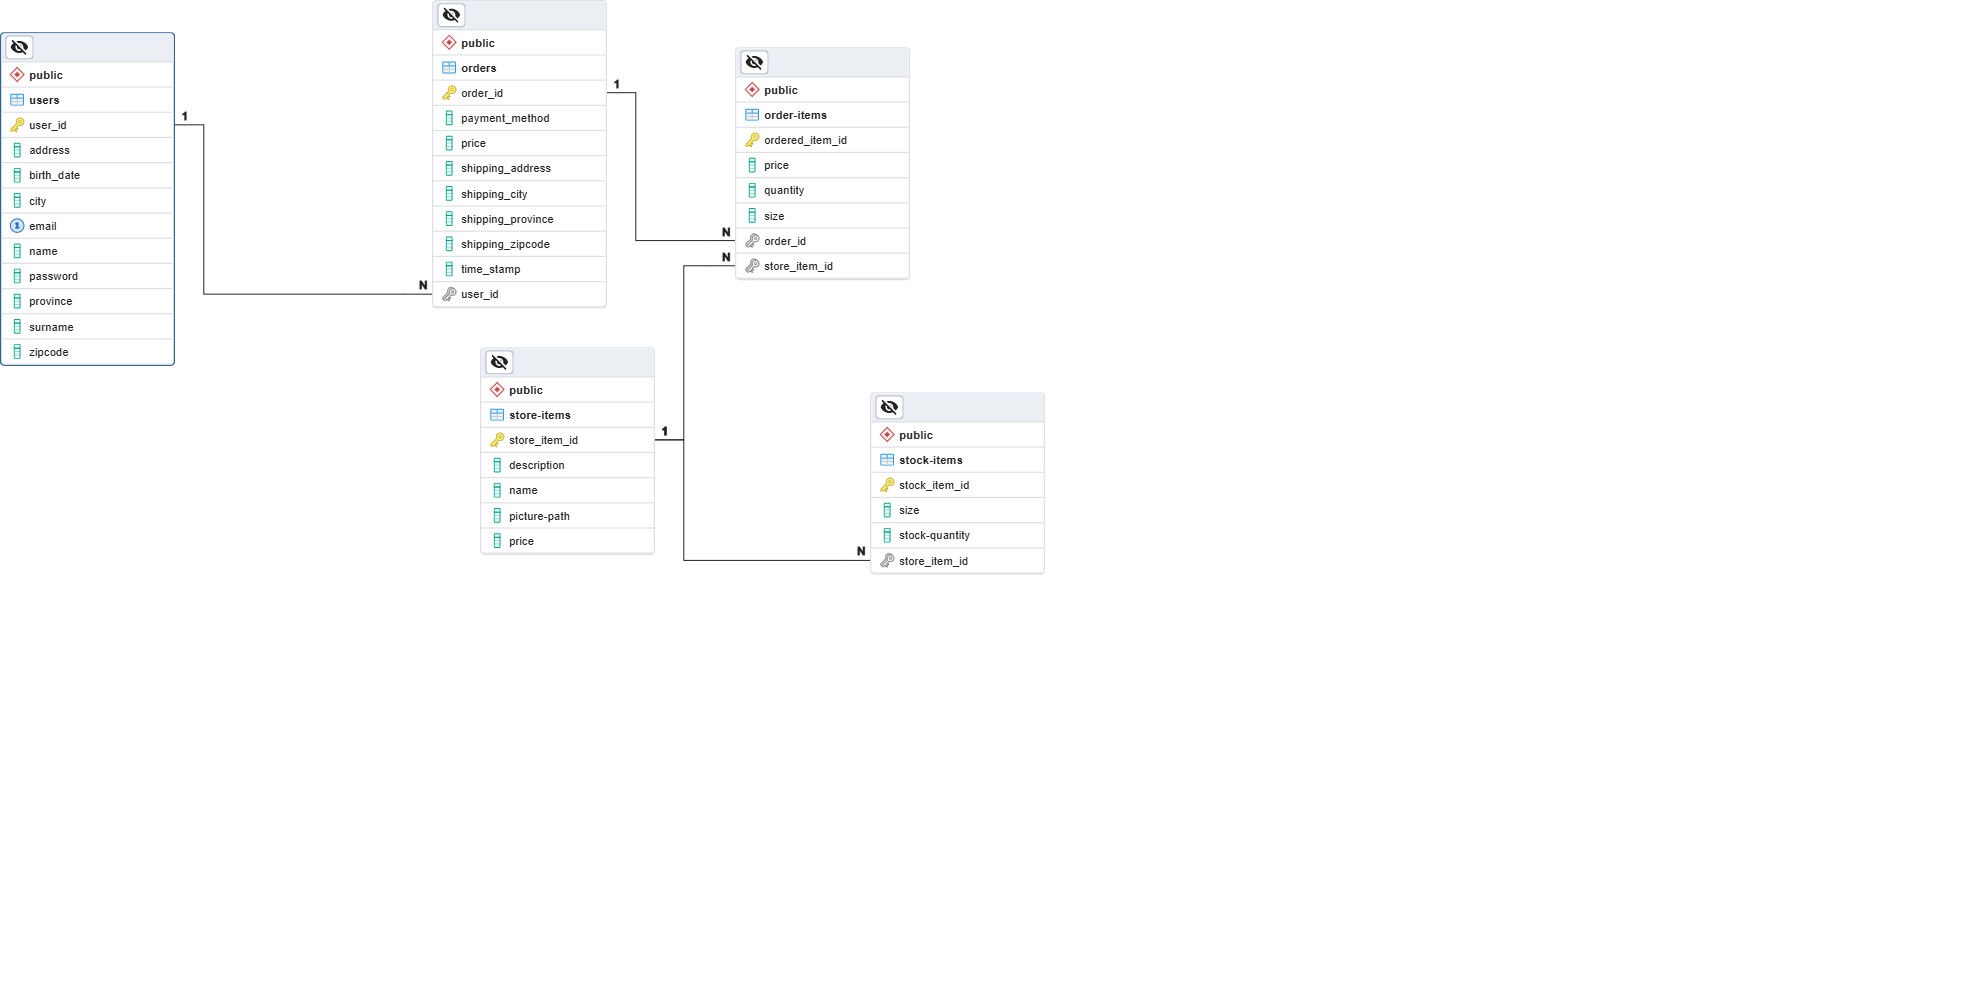 public
users
user_id
address
birth_date
city
1
email
name
password
province
surname
zipcode
1
N
public
orders
order_id
payment_method
price
shipping_address
shipping_city
shipping_province
shipping_zipcode
time_stamp
user_id
1
N
N
public
order-items
ordered_item_id
price
quantity
size
order_id
store_item_id
public
store-items
store_item_id
description
name
picture-path
price
1
N
public
stock-items
stock_item_id
size
stock-quantity
store_item_id